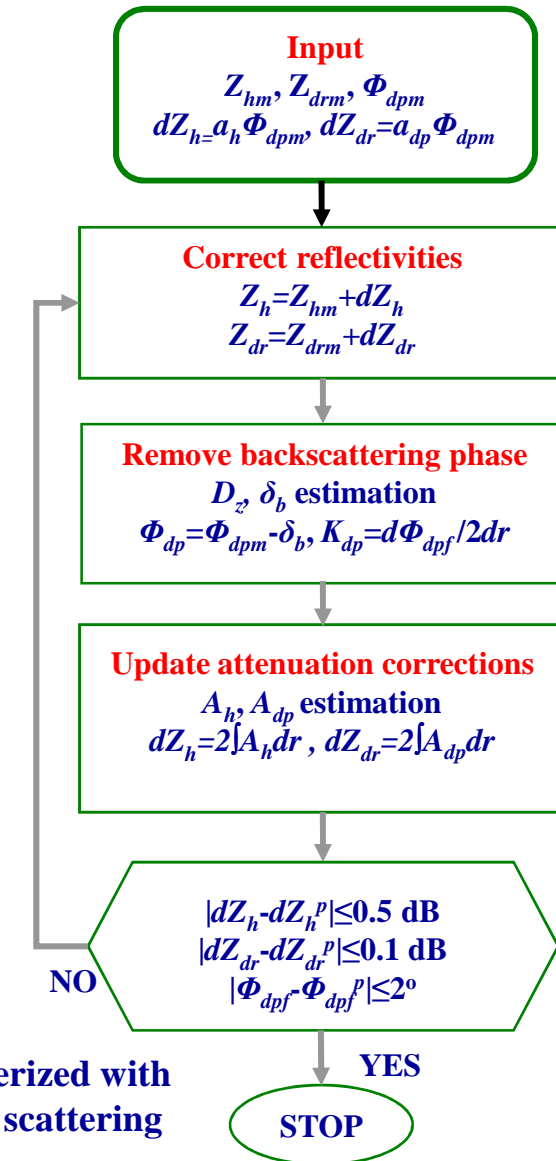 Input
Z_hm, Z_drm, Φ_dpm
dZ_h=a_hΦ_dpm, dZ_dr=a_dpΦ_dpm
Correct reflectivities
Z_h=Z_hm+dZ_h
Z_dr=Z_drm+dZ_dr
Remove backscattering phase
D_z, δ_b estimation
Φ_dp=Φ_dpm-δ_b, K_dp=dΦ_dpf/2dr
Update attenuation corrections
A_h, A_dp estimation
dZ_h=2∫A_hdr , dZ_dr=2∫A_dpdr
|dZ_h-dZ_h^p|≤0.5 dB
|dZ_dr-dZ_dr^p|≤0.1 dB
|Φ_dpf-Φ_dpf^p|≤2°
NO
YES
erized with
scattering
STOP